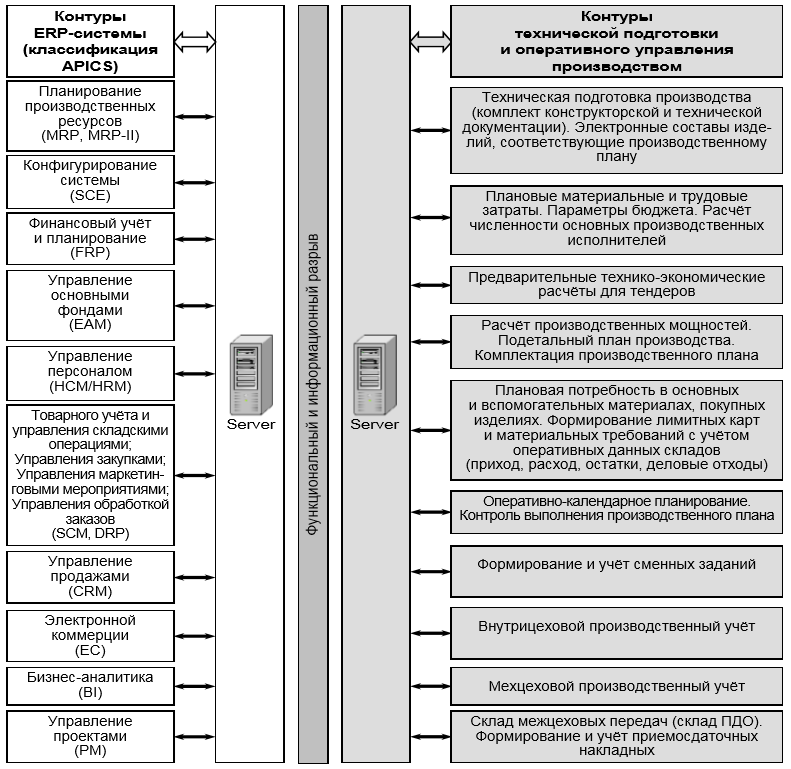 Контуры
ERP-системы
(классификация
APICS)
Планирование
производственных
ресурсов
(MRP, MRP-II)
Конфигурирование
системы
(SCE)
Финансовый учёт
и планирование
(FRP)
Управление
основными
фондами
(EAM)
Управление
персоналом
(HCM/HRM)
Товарного учёта и
управления складскими
операциями;
Управления закупками;
Управления маркетин-
говыми мероприятиями;
Управления обработкой
заказов
(SCM, DRP)
Управление
продажами
(CRM)
Электронной
коммерции
(EC)
Бизнес-аналитика
(BI)
Управление
проектами
(PM)
Server
Функциональный и информационный разрыв
Server
Контуры
технической подготовки
и оперативного управления
производством
Техническая подготовка производства
(комплект конструкторской и технической
документации). Электронные составы изде-
лий, соответствующие производственному
плану
Плановые материальные и трудовые
затраты. Параметры бюджета. Расчёт
численности основных производственных
исполнителей
Предварительные технико-экономические
расчёты для тендеров
Расчёт производственных мощностей.
Подетальный план производства.
Комплектация производственного плана
Плановая потребность в основных
и вспомогательных материалах, покупных
изделиях. Формирование лимитных карт
и материальных требований с учётом
оперативных данных складов
(приход, расход, остатки, деловые отходы)
Оперативно-календарное планирование.
Контроль выполнения производственного плана
Формирование и учёт сменных заданий
Внутрицеховой производственный учёт
Мехцеховой производственный учёт
Склад межцеховых передач (склад ПДО).
Формирование и учёт приемосдаточных
накладных